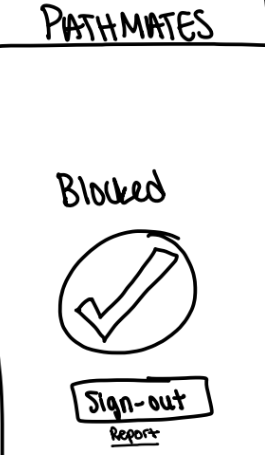 PATHMATES
Blocked
Sign-out
Report